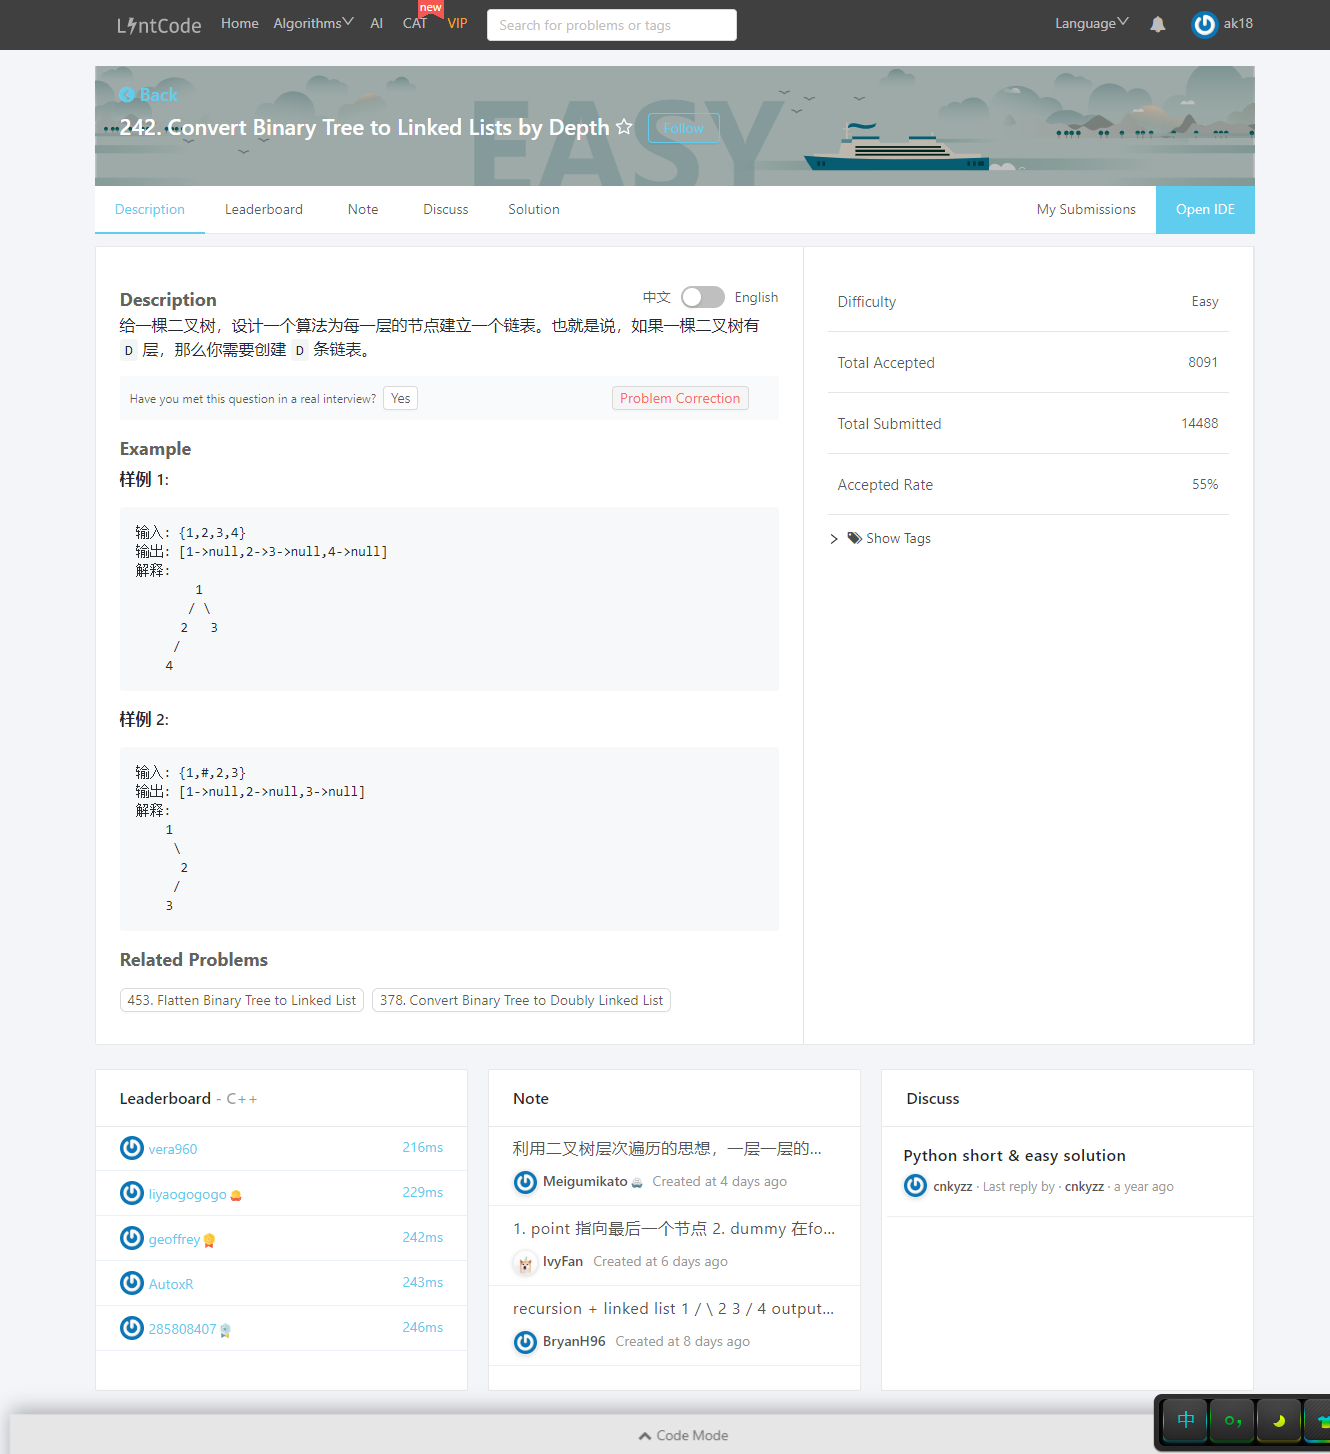 LintCode Home Algorithms AI CAT new VIP Search for problems or tags Language ak18
EASY
Back
242. Convert Binary Tree to Linked Lists by Depth Follow
Description Leaderboard Note Discuss Solution My Submissions Open IDE
Description 中文 English
给一棵二叉树，设计一个算法为每一层的节点建立一个链表。也就是说，如果一棵二叉树有
D 层，那么你需要创建 D 条链表。
Have you met this question in a real interview? Yes Problem Correction
Example
样例 1:
输入: {1,2,3,4}
输出: [1->null,2->3->null,4->null]
解释:
1
/ \
2 3
/
4
样例 2:
输入: {1,#,2,3}
输出: [1->null,2->null,3->null]
解释:
1
\
2
/
3
Related Problems
453. Flatten Binary Tree to Linked List 378. Convert Binary Tree to Doubly Linked List
Difficulty Easy
Total Accepted 8091
Total Submitted 14488
Accepted Rate 55%
Show Tags
Leaderboard - C++
vera960 216ms
liyaogogogo 229ms
geoffrey 242ms
AutoxR 243ms
285808407 246ms
Note
利用二叉树层次遍历的思想，一层一层的...
Meigumikato Created at 4 days ago
1. point 指向最后一个节点 2. dummy 在fo...
IvyFan Created at 6 days ago
recursion + linked list 1 / \ 2 3 / 4 output...
BryanH96 Created at 8 days ago
Discuss
Python short & easy solution
cnkyzz · Last reply by · cnkyzz · a year ago
Code Mode
中